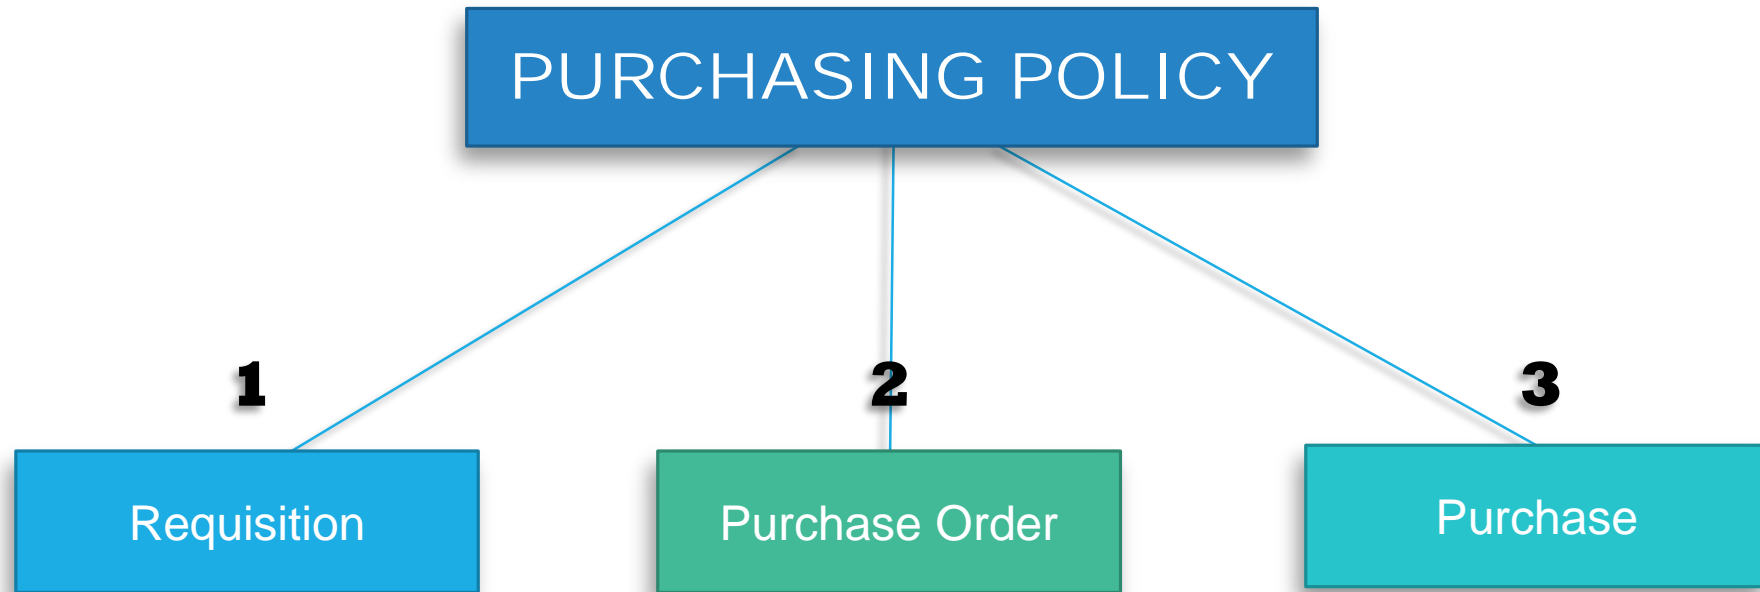 PURCHASING POLICY
1
2
3
Requisition
Purchase Order
Purchase